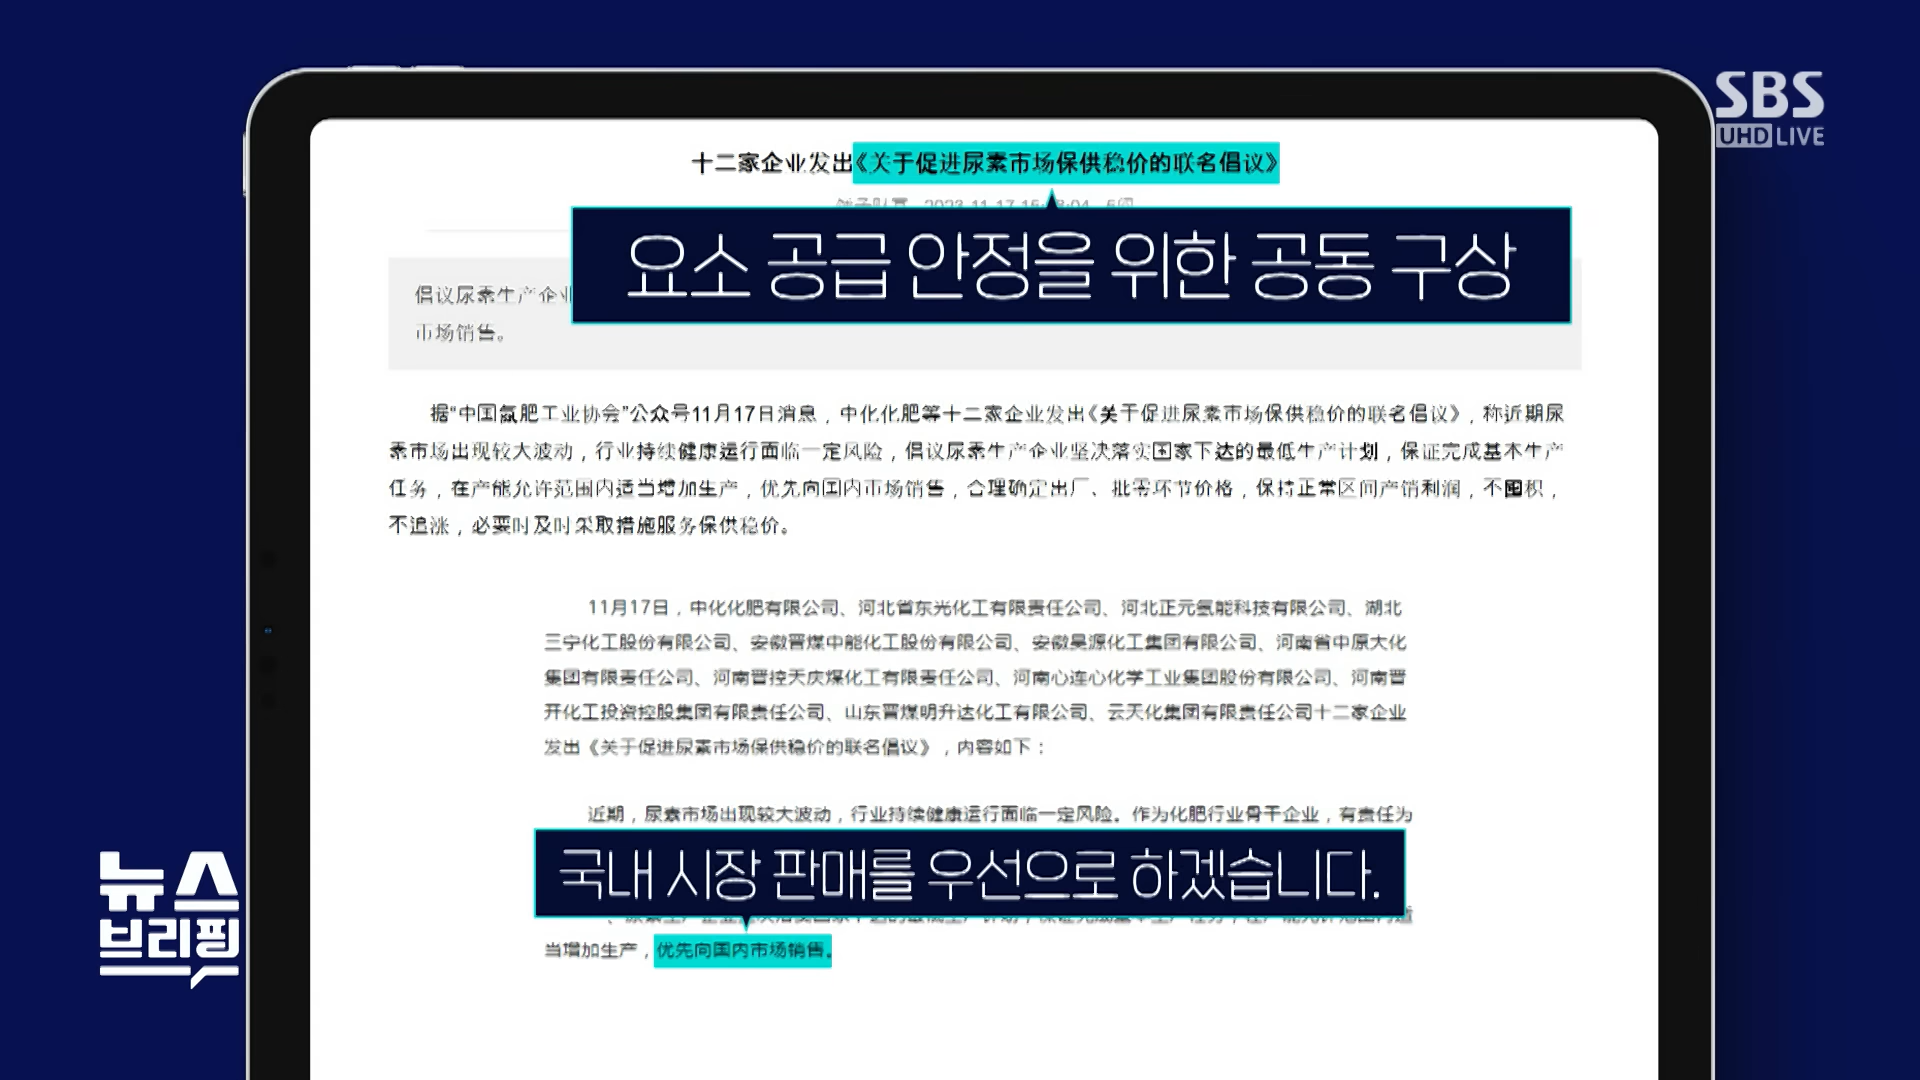 SBS
UHD LIVE
十二家企业发出《关于促进尿素市场保供稳价的联名倡议》
2023-11-17
요소 공급 안정을 위한 공동 구상
倡议尿素生产企业
市场销售。
据“中国氮肥工业协会”公众号11月17日消息，中化化肥等十二家企业发出《关于促进尿素市场保供稳价的联名倡议》，称近期尿
素市场出现较大波动，行业持续健康运行面临一定风险，倡议尿素生产企业坚决落实国家下达的最低生产计划，保证完成基本生产
任务，在产能允许范围内适当增加生产，优先向国内市场销售，合理确定出厂、批零环节价格，保持正常区间产销利润，不囤积，
不追涨，必要时及时采取措施服务保供稳价。
11月17日，中化化肥有限公司、河北省东光化工有限责任公司、河北正元氢能科技有限公司、湖北
三宁化工股份有限公司、安徽晋煤中能化工股份有限公司、安徽昊源化工集团有限公司、河南省中原大化
集团有限责任公司、河南晋控天庆煤化工有限责任公司、河南心连心化学工业集团股份有限公司、河南晋
开化工投资控股集团有限责任公司、山东晋煤明升达化工有限公司、云天化集团有限责任公司十二家企业
发出《关于促进尿素市场保供稳价的联名倡议》，内容如下：
近期，尿素市场出现较大波动，行业持续健康运行面临一定风险。作为化肥行业骨干企业，有责任为
국내 시장 판매를 우선으로 하겠습니다.
当增加生产，优先向国内市场销售。
뉴스
브리핑